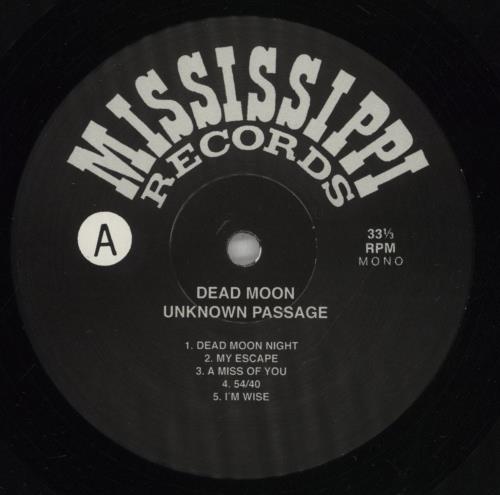 MISSISSIPPI
RECORDS
A
33⅓
RPM
MONO
DEAD MOON
UNKNOWN PASSAGE
1. DEAD MOON NIGHT
2. MY ESCAPE
3. A MISS OF YOU
4. 54/40
5. I'M WISE